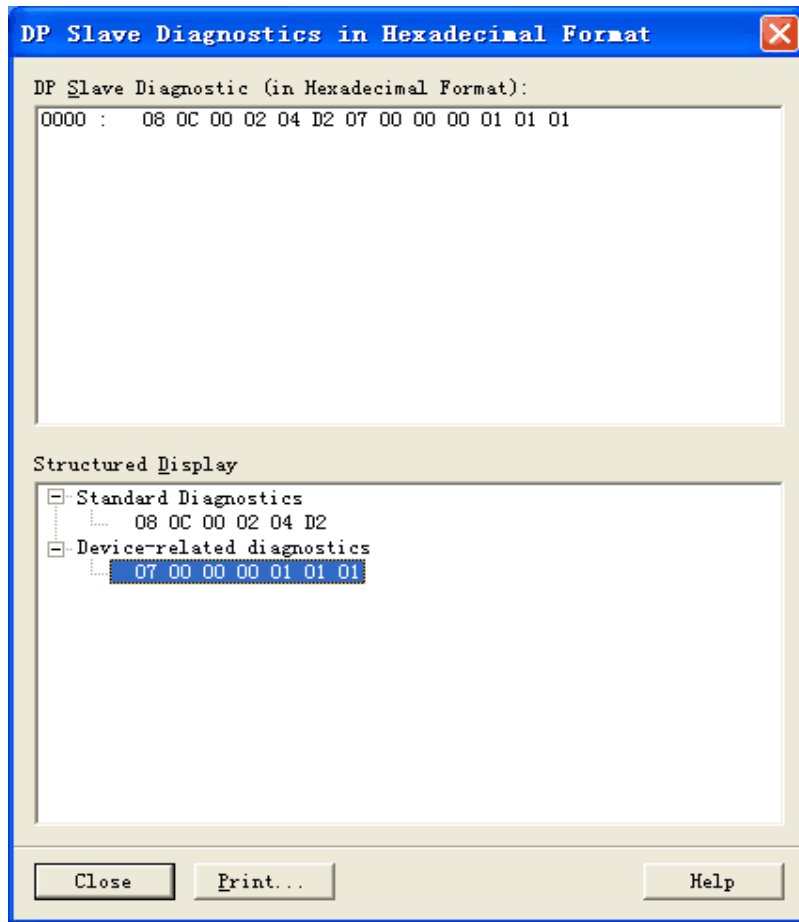 DP Slave Diagnostics in Hexadecimal Format
DP Slave Diagnostic (in Hexadecimal Format):
0000 : 08 0C 00 02 04 D2 07 00 00 00 01 01 01
Structured Display
Standard Diagnostics
08 0C 00 02 04 D2
Device-related diagnostics
07 00 00 00 01 01 01
Close Print... Help